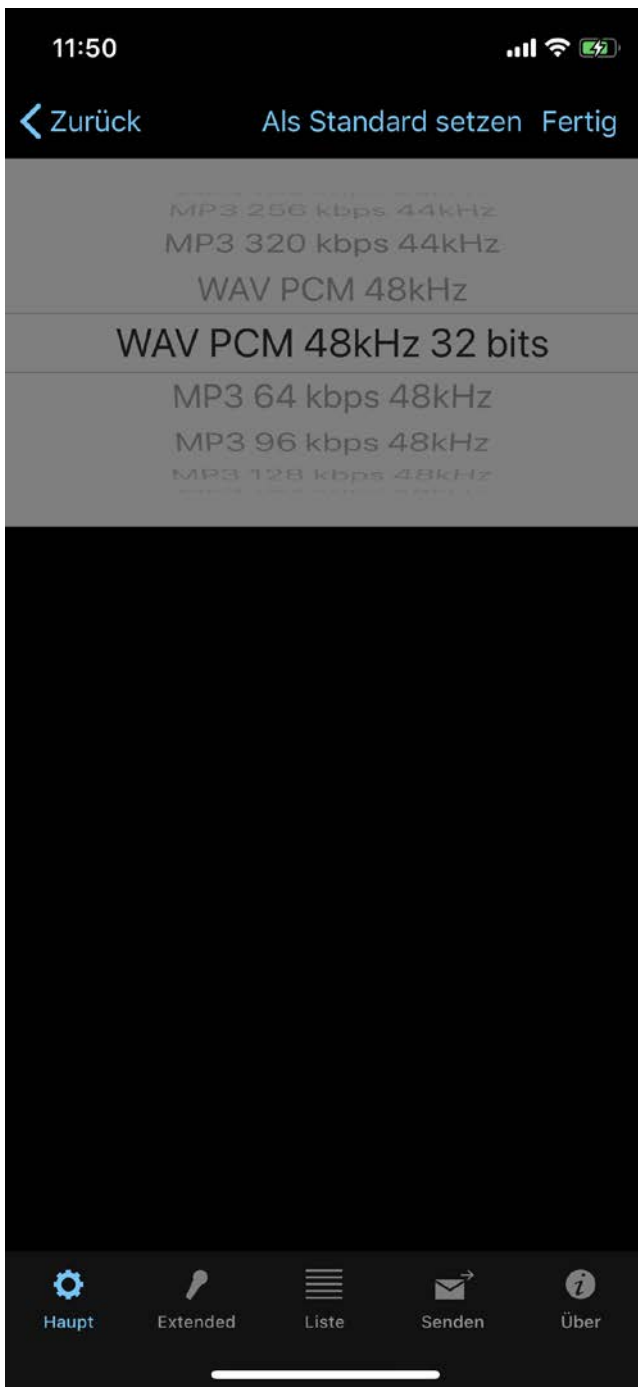 11:50
Zurück Als Standard setzen Fertig
MP3 256 kbps 44kHz
MP3 320 kbps 44kHz
WAV PCM 48kHz
WAV PCM 48kHz 32 bits
MP3 64 kbps 48kHz
MP3 96 kbps 48kHz
MP3 128 kbps 48kHz
Haupt Extended Liste Senden Über